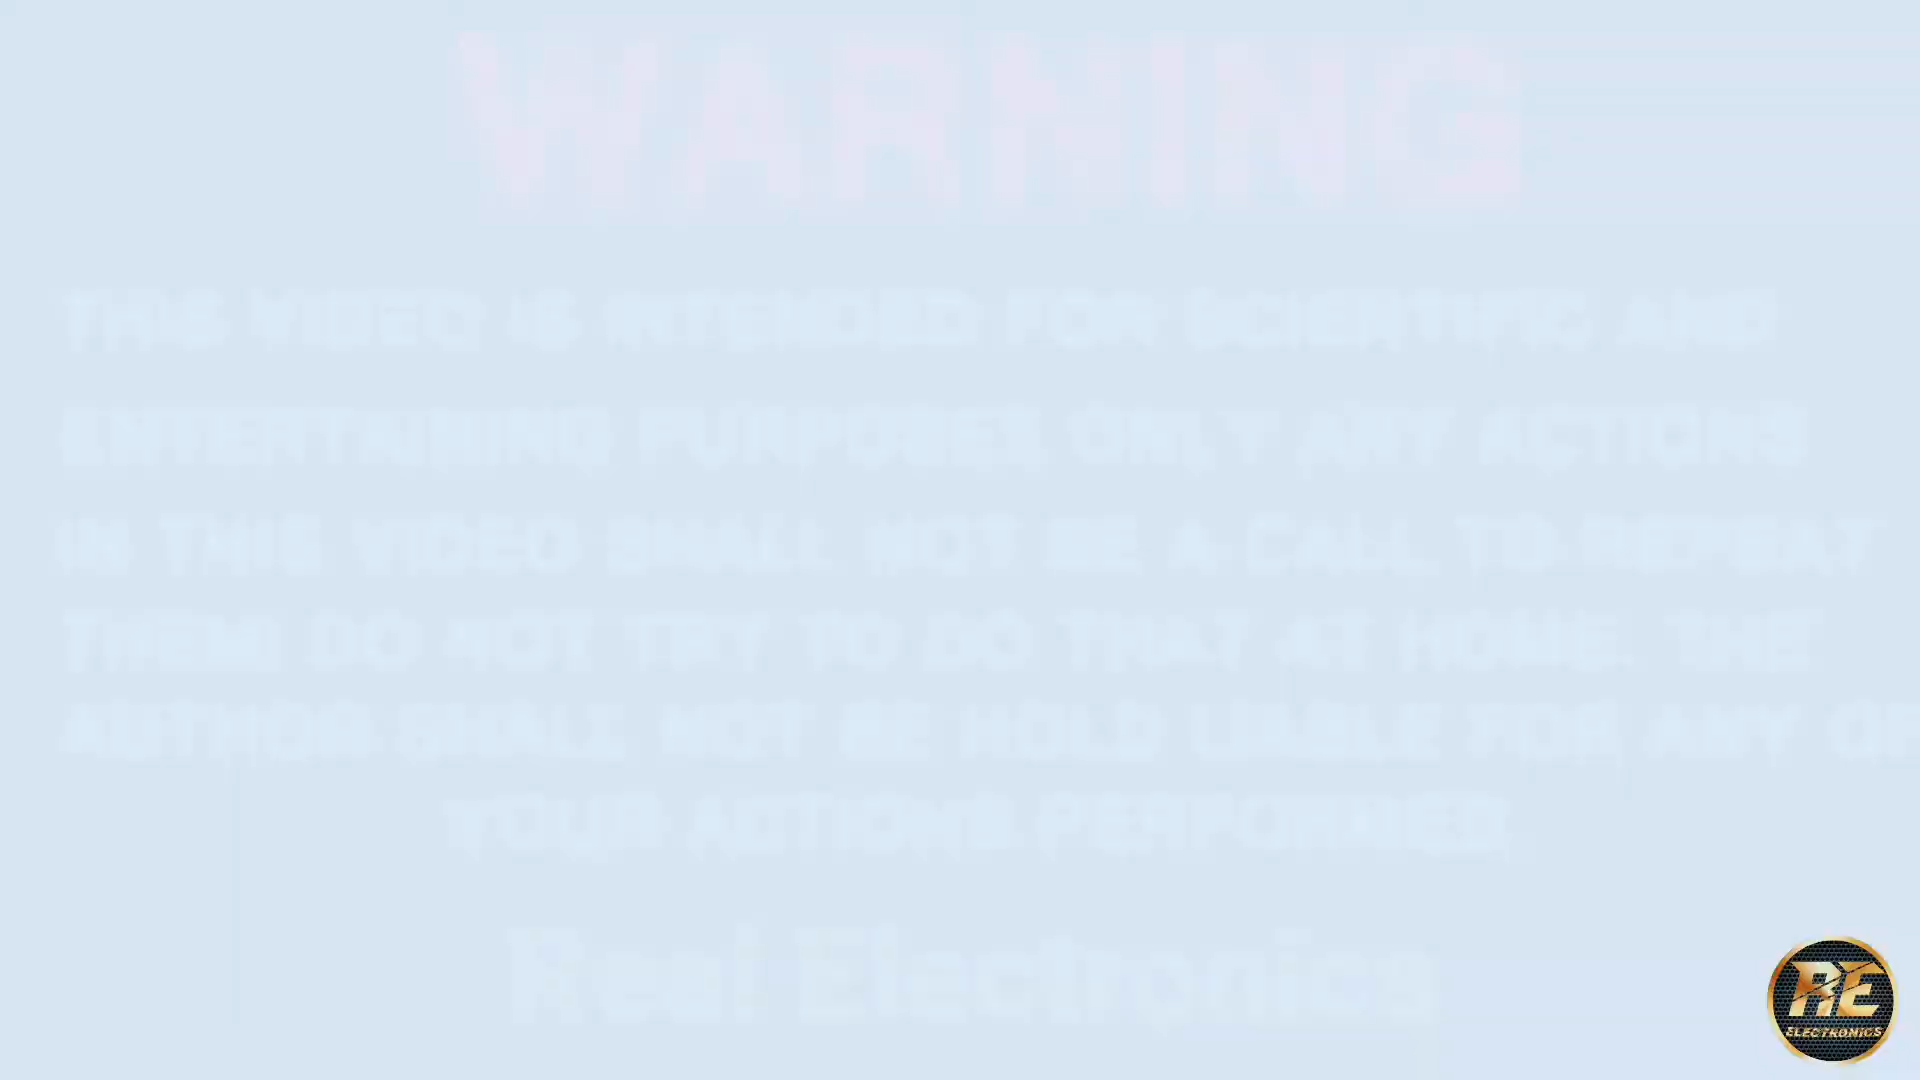 WARNING
THIS VIDEO IS INTENDED FOR SCIENTIFIC AND
ENTERTAINING PURPOSES ONLY ANY ACTIONS
IN THIS VIDEO SHALL NOT BE A CALL TO REPEAT
THEM! DO NOT TRY TO DO THAT AT HOME. THE
AUTHOR SHALL NOT BE HOLD LIABLE FOR ANY OF
YOUR ACTIONS PERFORMED.
Real Electronics
RE
ELECTRONICS